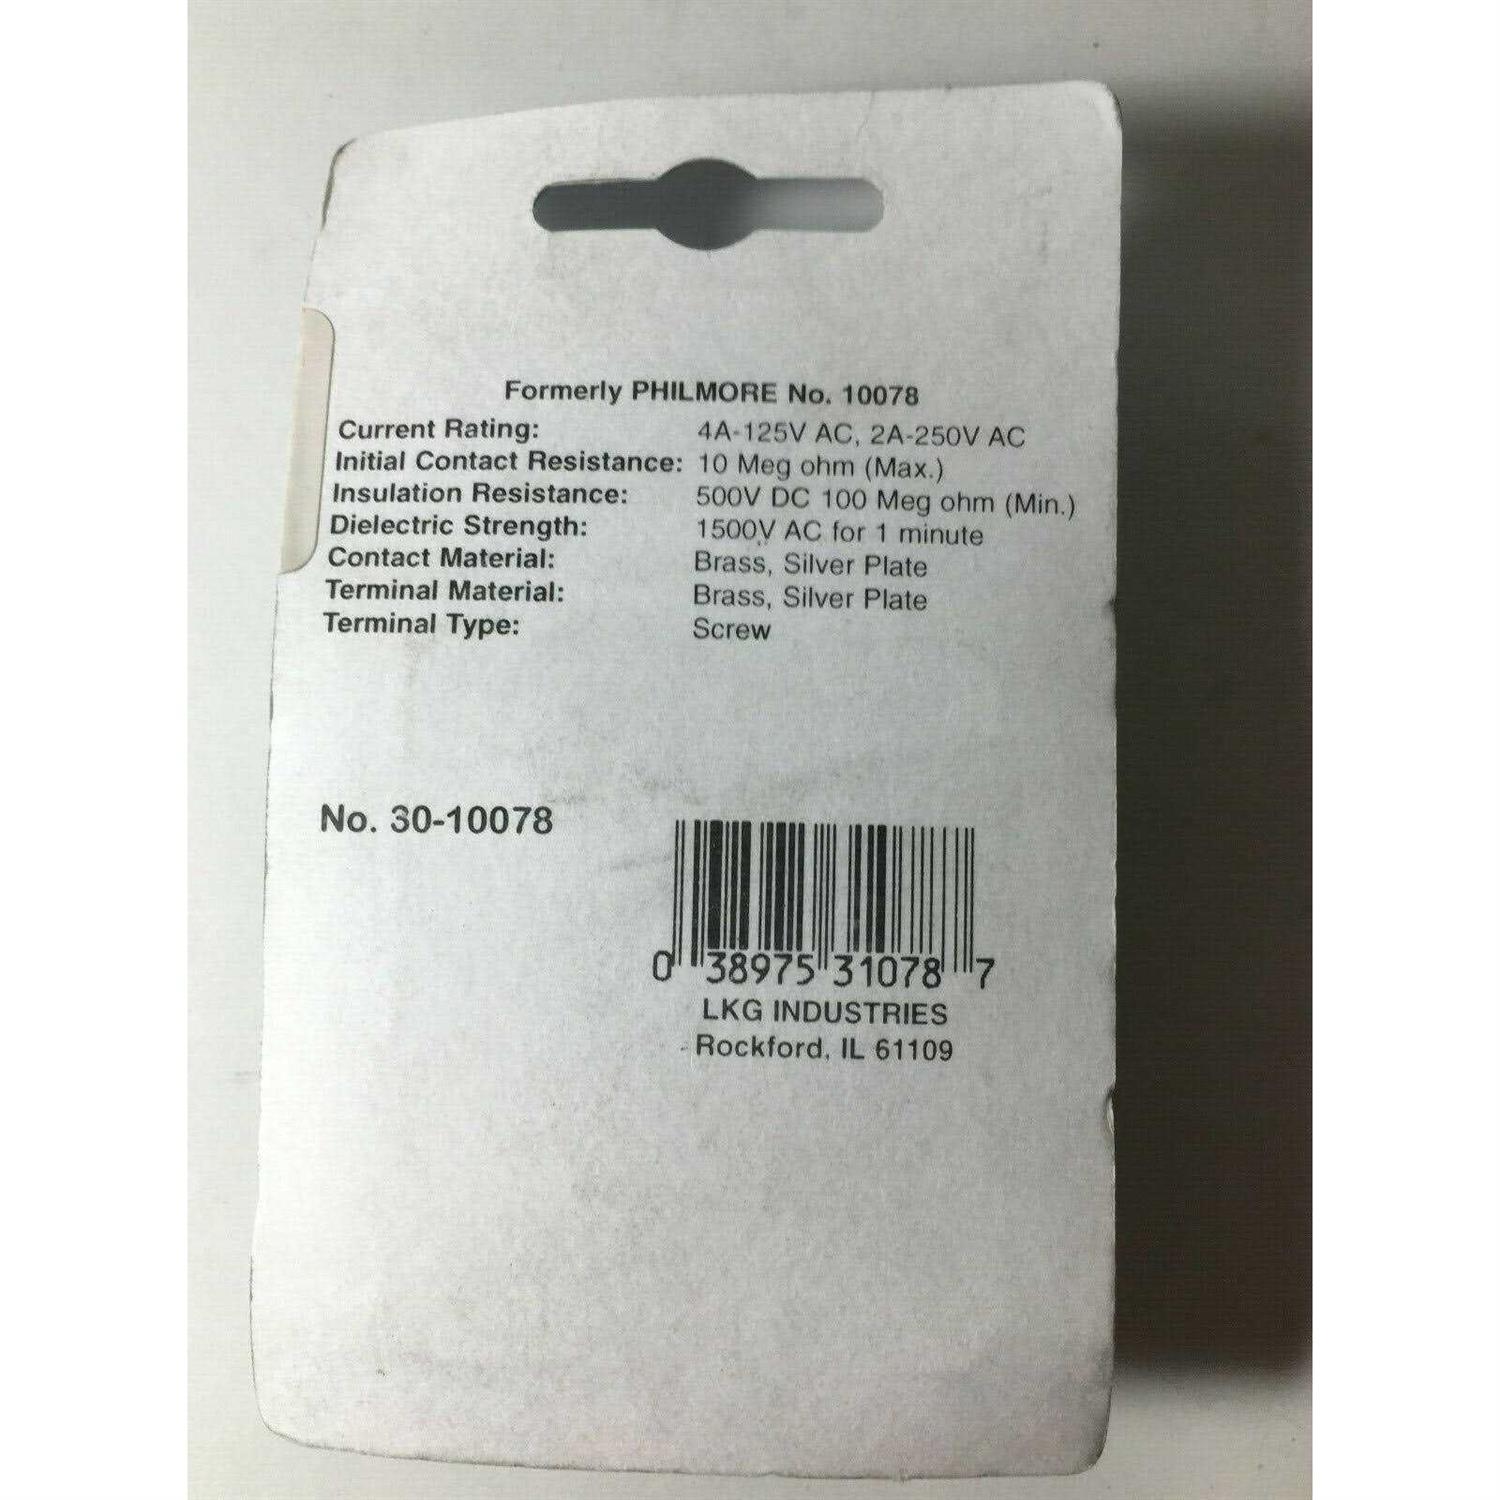 Formerly PHILMORE No. 10078
Current Rating: 4A-125V AC, 2A-250V AC
Initial Contact Resistance: 10 Meg ohm (Max.)
Insulation Resistance: 500V DC 100 Meg ohm (Min.)
Dielectric Strength: 1500V AC for 1 minute
Contact Material: Brass, Silver Plate
Terminal Material: Brass, Silver Plate
Terminal Type: Screw
No. 30-10078
0 38975 31078 7
LKG INDUSTRIES
Rockford, IL 61109